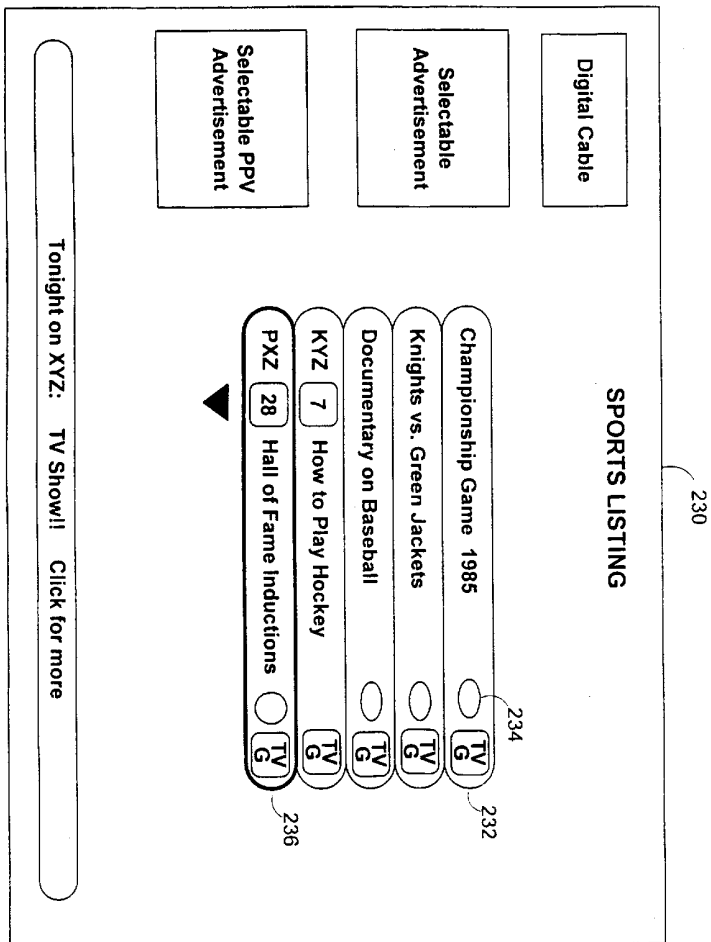 230
SPORTS LISTING
Digital Cable
Selectable
Advertisement
Selectable PPV
Advertisement
Championship Game 1985
TV
G
234
232
Knights vs. Green Jackets
TV
G
Documentary on Baseball
TV
G
KYZ 7 How to Play Hockey
TV
G
PXZ 28 Hall of Fame Inductions
TV
G
236
Tonight on XYZ: TV Show!! Click for more